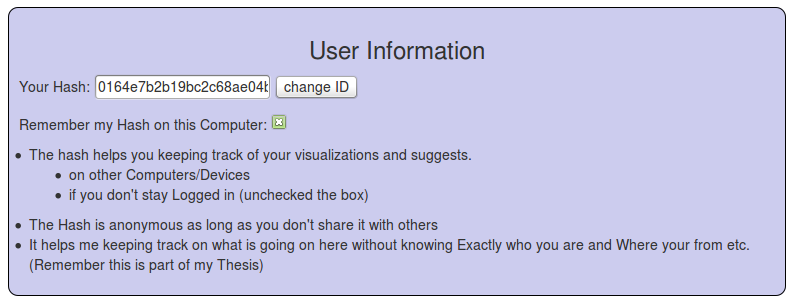 User Information
Your Hash: 0164e7b2b19bc2c68ae04b change ID
Remember my Hash on this Computer:
The hash helps you keeping track of your visualizations and suggests.
on other Computers/Devices
if you don't stay Logged in (unchecked the box)
The Hash is anonymous as long as you don't share it with others
It helps me keeping track on what is going on here without knowing Exactly who you are and Where your from etc.
(Remember this is part of my Thesis)